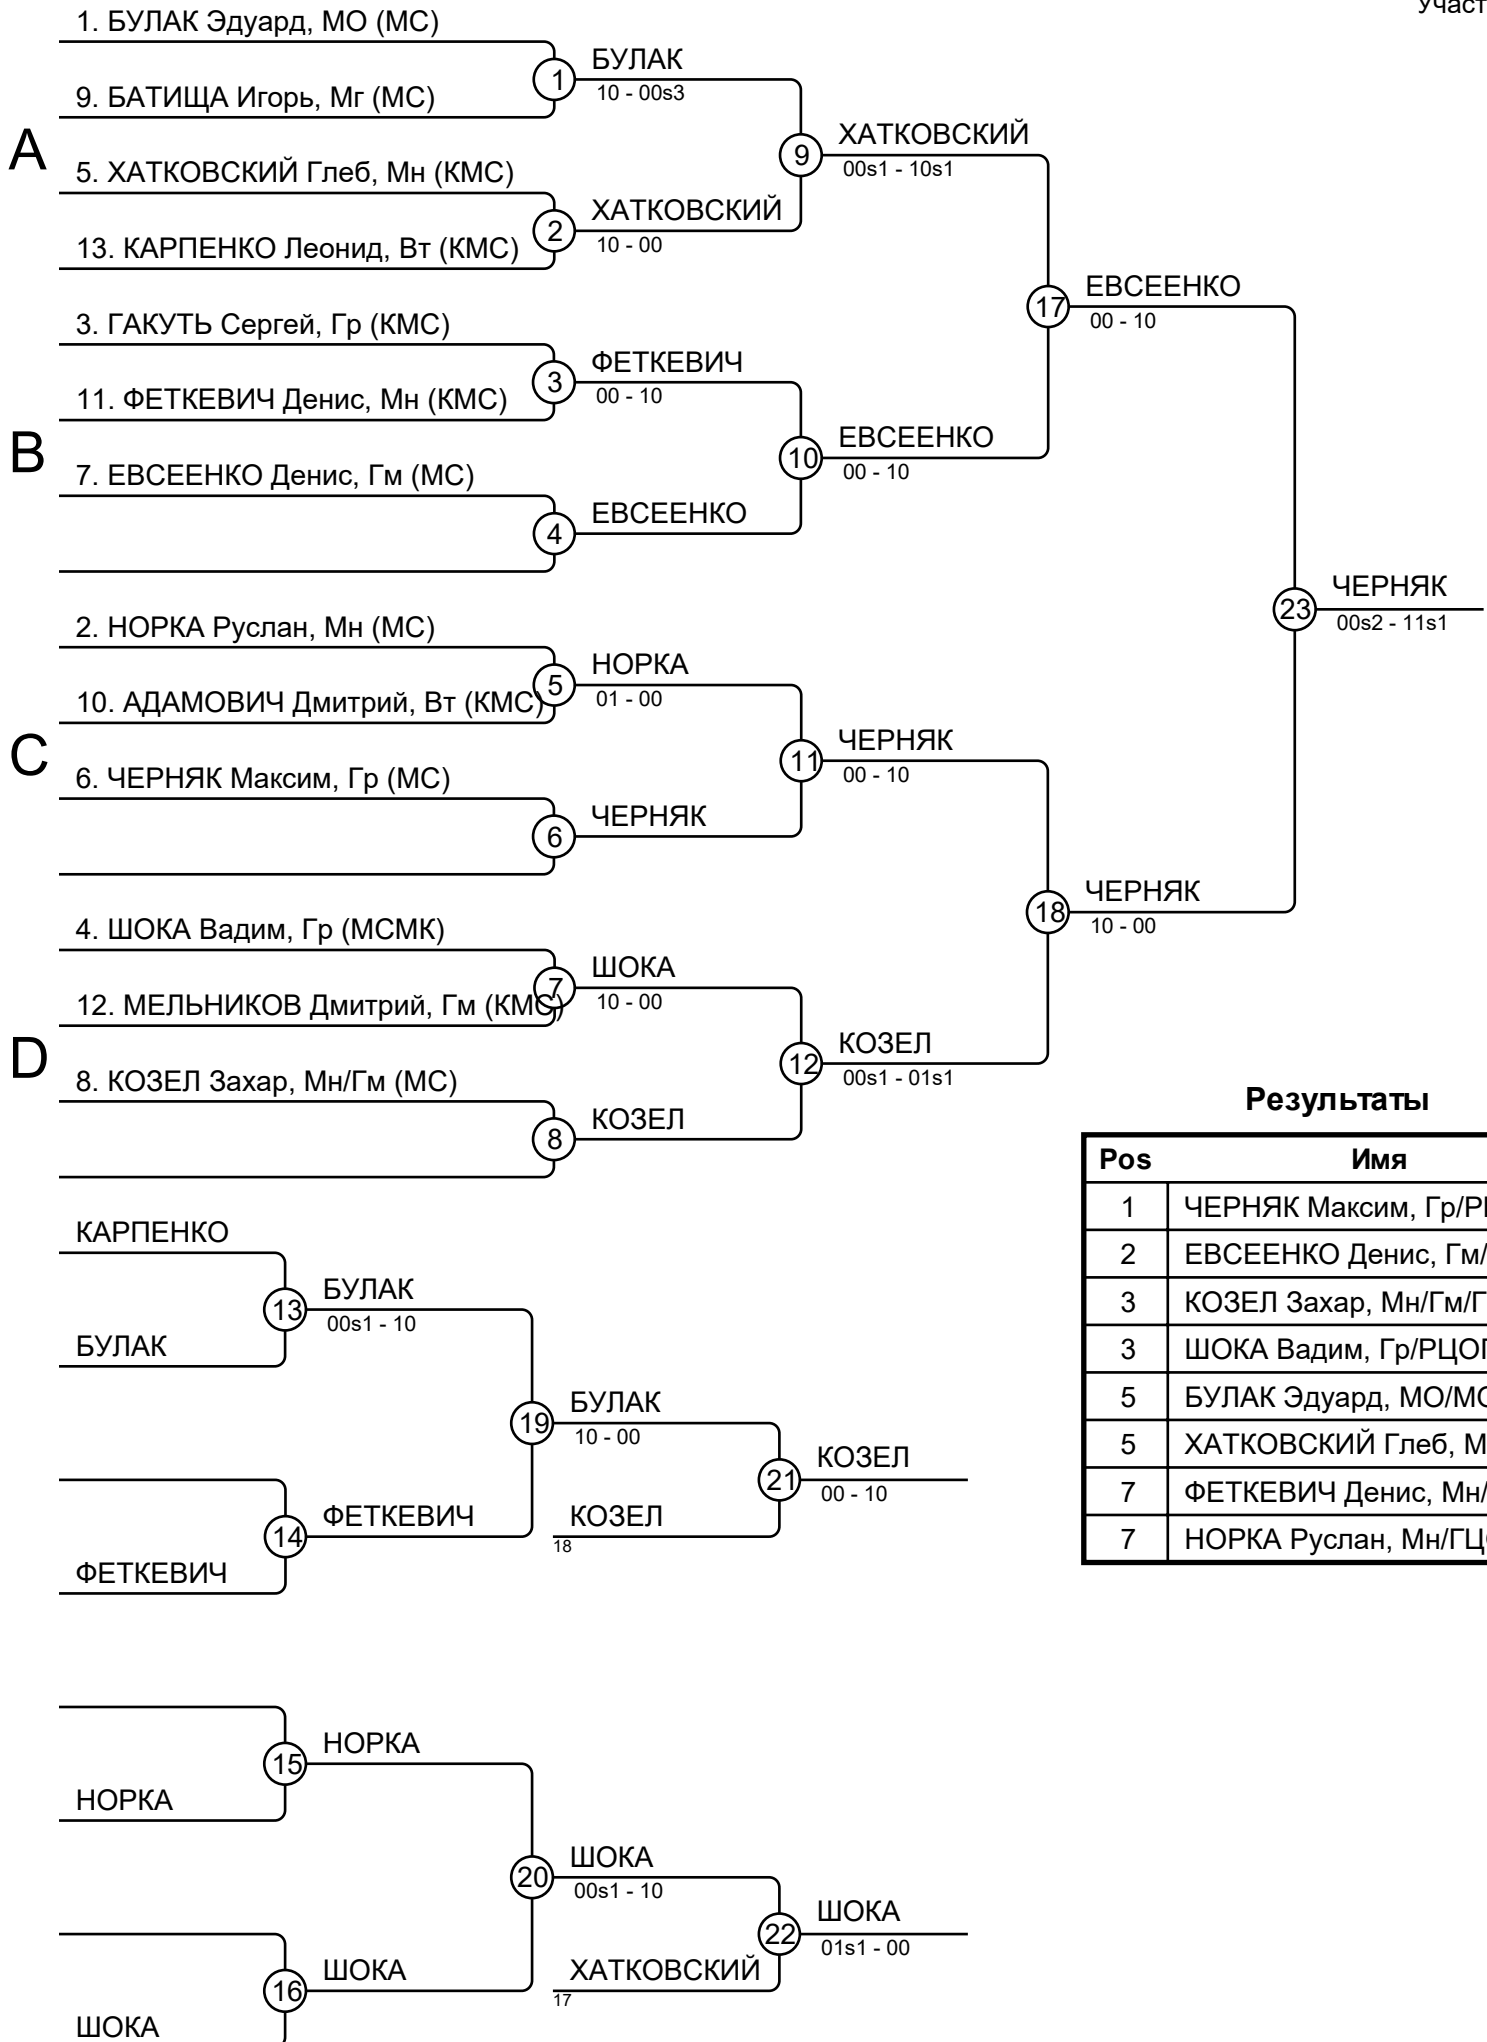 Участ
1. БУЛАК Эдуард, МО (МС)
9. БАТИЩА Игорь, Мг (МС)
1
БУЛАК
10 - 00s3
A
5. ХАТКОВСКИЙ Глеб, Мн (КМС)
13. КАРПЕНКО Леонид, Вт (КМС)
2
ХАТКОВСКИЙ
10 - 00
9
ХАТКОВСКИЙ
00s1 - 10s1
3. ГАКУТЬ Сергей, Гр (КМС)
11. ФЕТКЕВИЧ Денис, Мн (КМС)
3
ФЕТКЕВИЧ
00 - 10
B
7. ЕВСЕЕНКО Денис, Гм (МС)
4
ЕВСЕЕНКО
10
ЕВСЕЕНКО
00 - 10
17
ЕВСЕЕНКО
00 - 10
2. НОРКА Руслан, Мн (МС)
10. АДАМОВИЧ Дмитрий, Вт (КМС)
5
НОРКА
01 - 00
C
6. ЧЕРНЯК Максим, Гр (МС)
6
ЧЕРНЯК
11
ЧЕРНЯК
00 - 10
4. ШОКА Вадим, Гр (МСМК)
12. МЕЛЬНИКОВ Дмитрий, Гм (КМС)
7
ШОКА
10 - 00
D
8. КОЗЕЛ Захар, Мн/Гм (МС)
8
КОЗЕЛ
12
КОЗЕЛ
00s1 - 01s1
18
ЧЕРНЯК
10 - 00
23
ЧЕРНЯК
00s2 - 11s1
КАРПЕНКО
БУЛАК
13
БУЛАК
00s1 - 10
ФЕТКЕВИЧ
14
ФЕТКЕВИЧ
19
БУЛАК
10 - 00
КОЗЕЛ
18
21
КОЗЕЛ
00 - 10
НОРКА
15
НОРКА
ШОКА
16
ШОКА
20
ШОКА
00s1 - 10
ХАТКОВСКИЙ
17
22
ШОКА
01s1 - 00
Результаты
Pos Имя
1 ЧЕРНЯК Максим, Гр/Р
2 ЕВСЕЕНКО Денис, Гм/
3 КОЗЕЛ Захар, Мн/Гм/Г
3 ШОКА Вадим, Гр/РЦО
5 БУЛАК Эдуард, МО/М
5 ХАТКОВСКИЙ Глеб, М
7 ФЕТКЕВИЧ Денис, Мн/
7 НОРКА Руслан, Мн/ГЦ